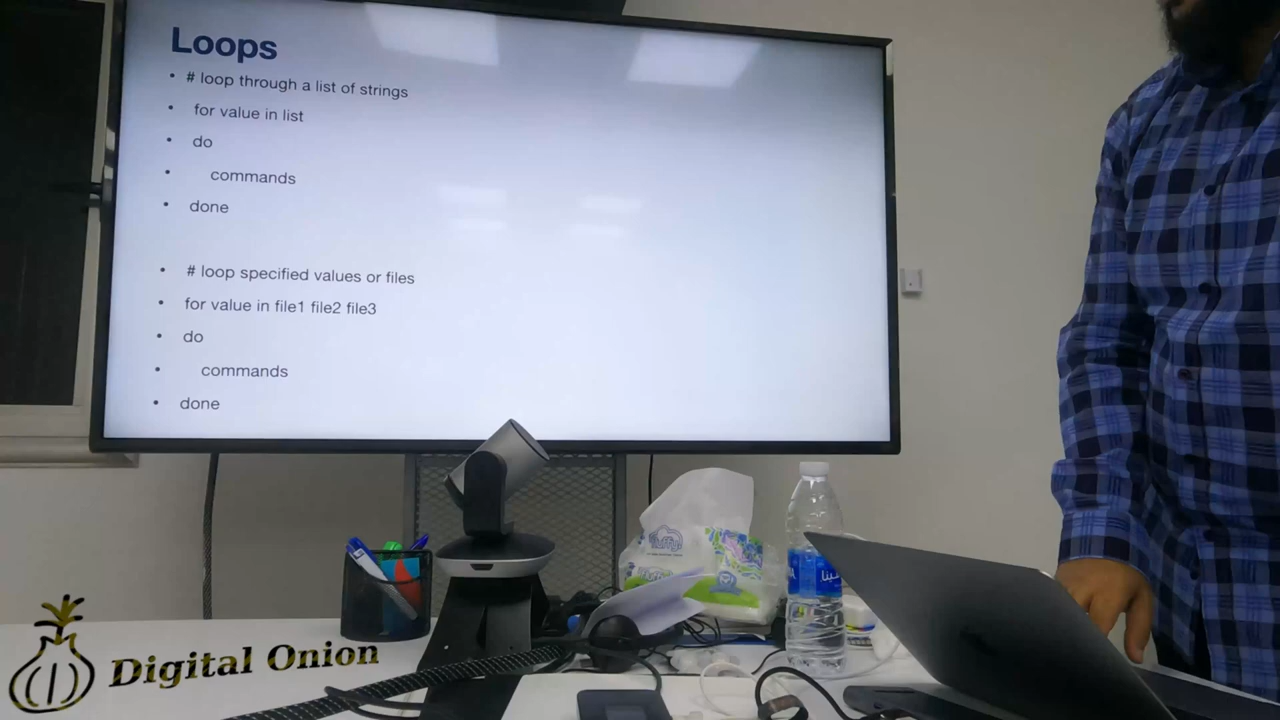 Loops
• # loop through a list of strings
• for value in list
• do
• commands
• done
• # loop specified values or files
• for value in file1 file2 file3
• do
• commands
• done
fluffy
Digital Onion